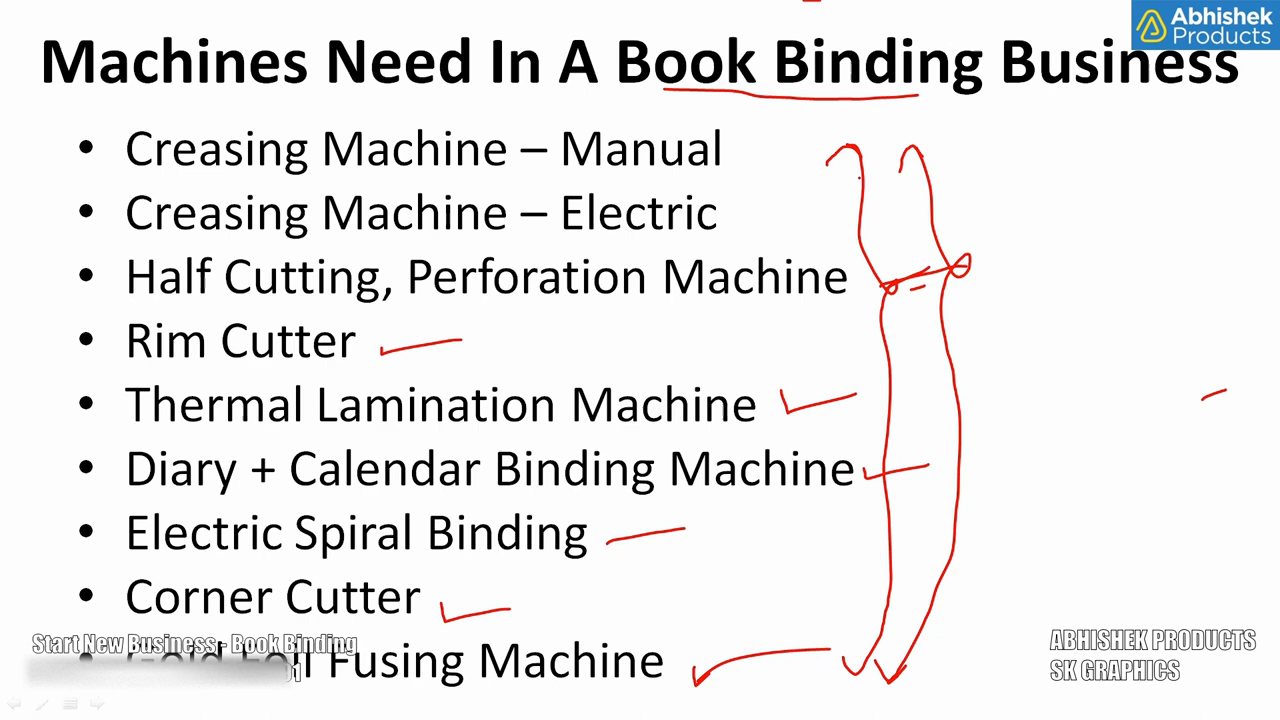 Abhishek
Products
Machines Need In A Book Binding Business
• Creasing Machine – Manual
• Creasing Machine – Electric
• Half Cutting, Perforation Machine
• Rim Cutter
• Thermal Lamination Machine
• Diary + Calendar Binding Machine
• Electric Spiral Binding
• Corner Cutter
Start New Business - Book Binding
• Gold Foil Fusing Machine
ABHISHEK PRODUCTS
SK GRAPHICS